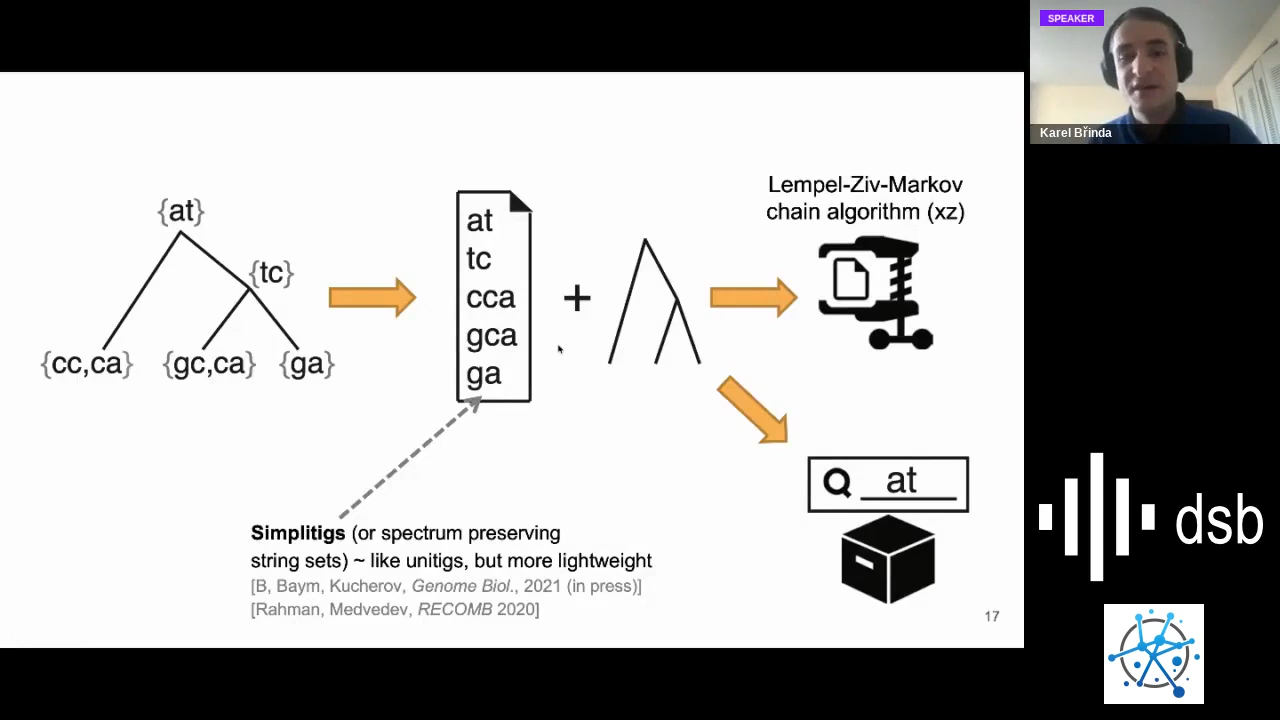 SPEAKER
Karel Břinda
{at}
{tc}
{cc,ca} {gc,ca} {ga}
at
tc
cca
gca
ga
+
Lempel-Ziv-Markov
chain algorithm (xz)
at
Simplitigs (or spectrum preserving
string sets) ~ like unitigs, but more lightweight
[B, Baym, Kucherov, Genome Biol., 2021 (in press)]
[Rahman, Medvedev, RECOMB 2020]
17
dsb